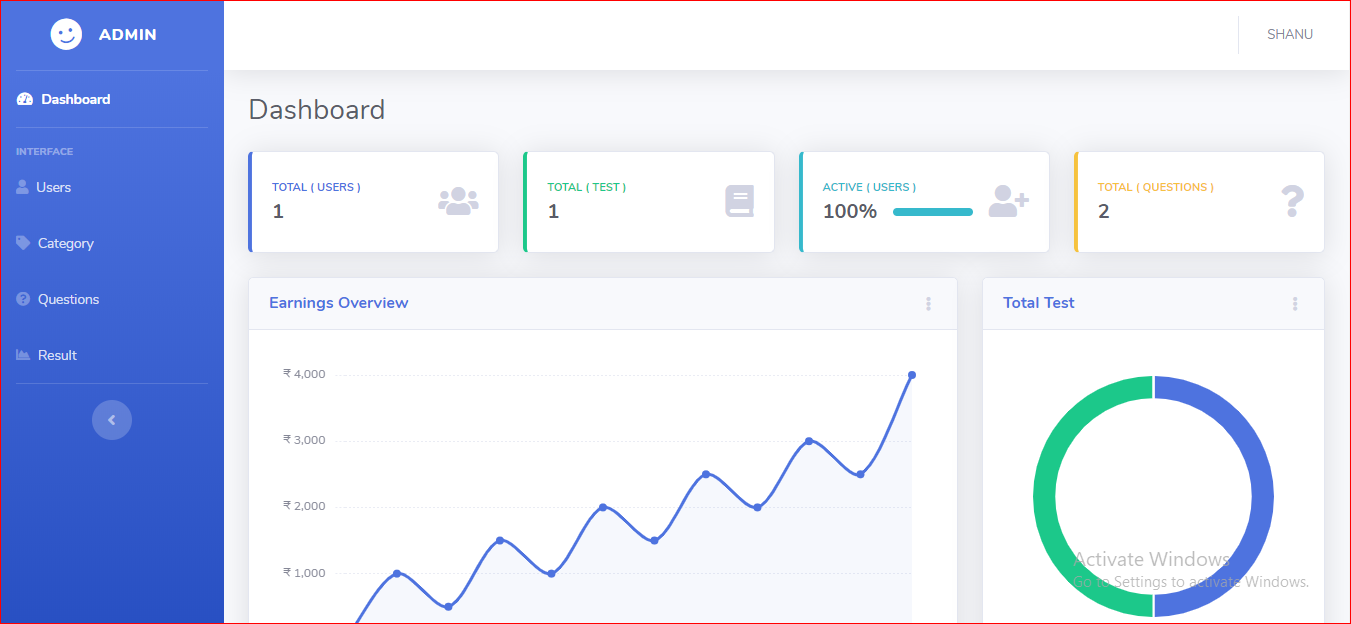 ADMIN
SHANU
Dashboard
INTERFACE
Users
Category
Questions
Result
Dashboard
TOTAL ( USERS )
1
TOTAL ( TEST )
1
ACTIVE ( USERS )
100%
TOTAL ( QUESTIONS )
2
Earnings Overview
₹ 4,000
₹ 3,000
₹ 2,000
₹ 1,000
Total Test
Activate Windows
Go to Settings to activate Windows.